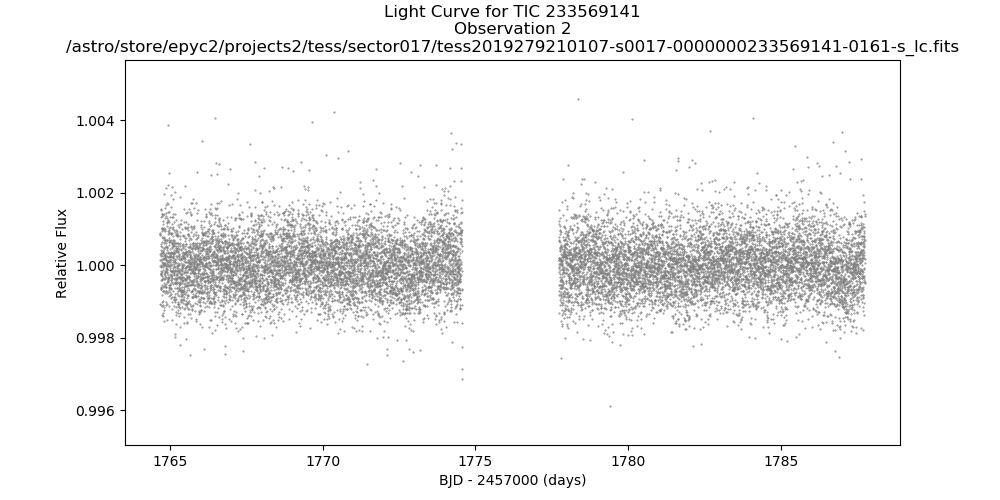 Light Curve for TIC 233569141
Observation 2
/astro/store/epyc2/projects2/tess/sector017/tess2019279210107-s0017-0000000233569141-0161-s_lc.fits
1.004
1.002
1.000
0.998
0.996
Relative Flux
1765
1770
1775
1780
1785
BJD - 2457000 (days)